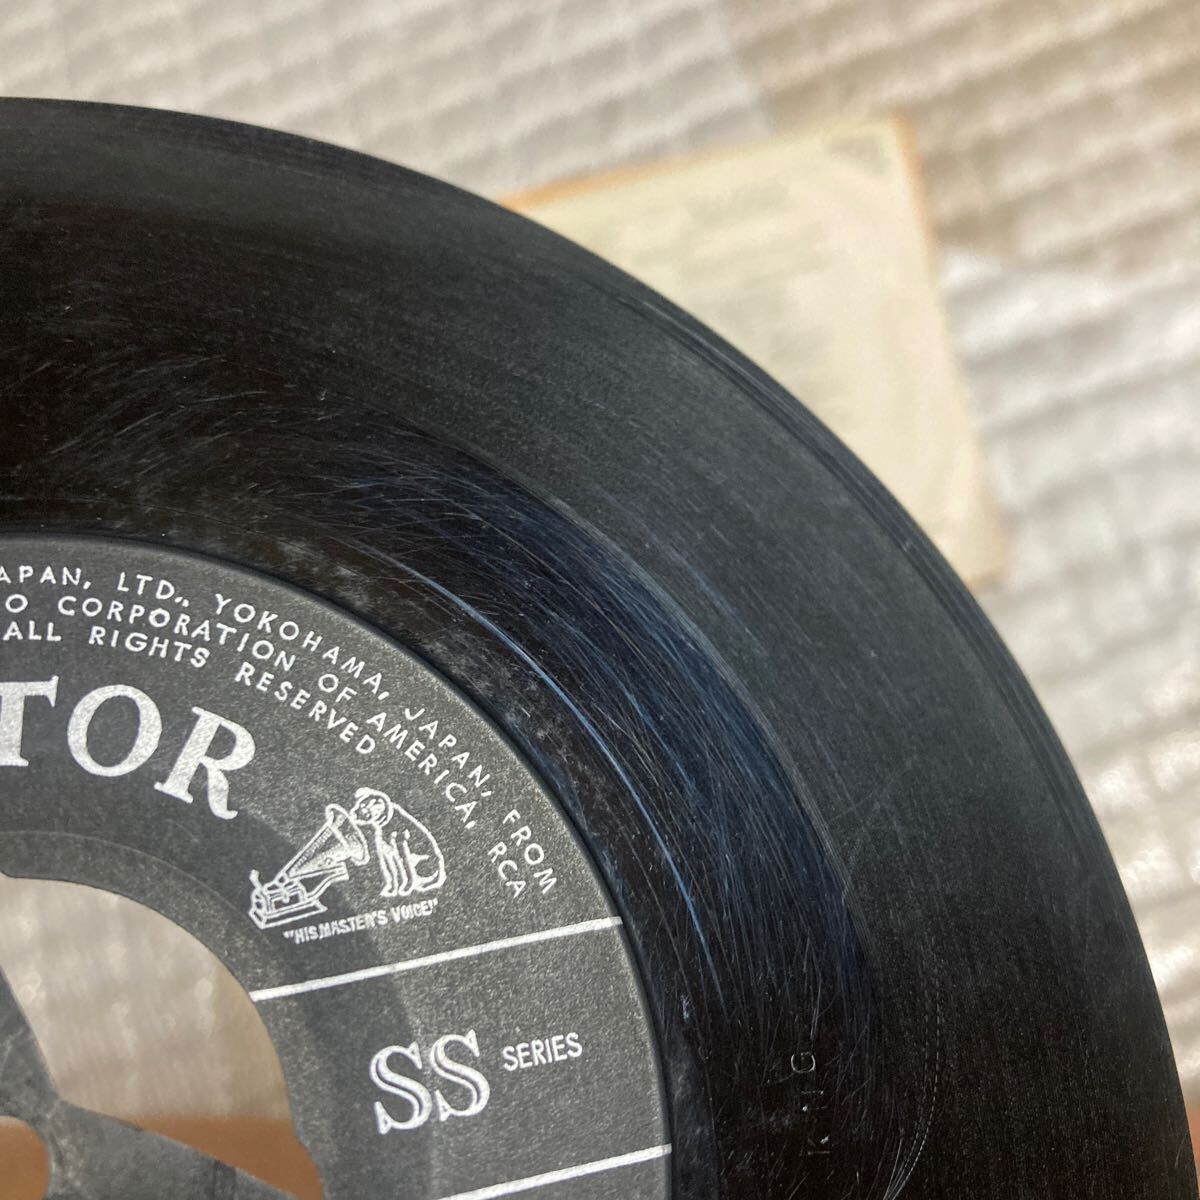 APAN, LTD., YOKOHAMA, JAPAN, FROM
O CORPORATION OF AMERICA, RCA
ALL RIGHTS RESERVED
TOR
"HIS MASTER'S VOICE"
SS SERIES